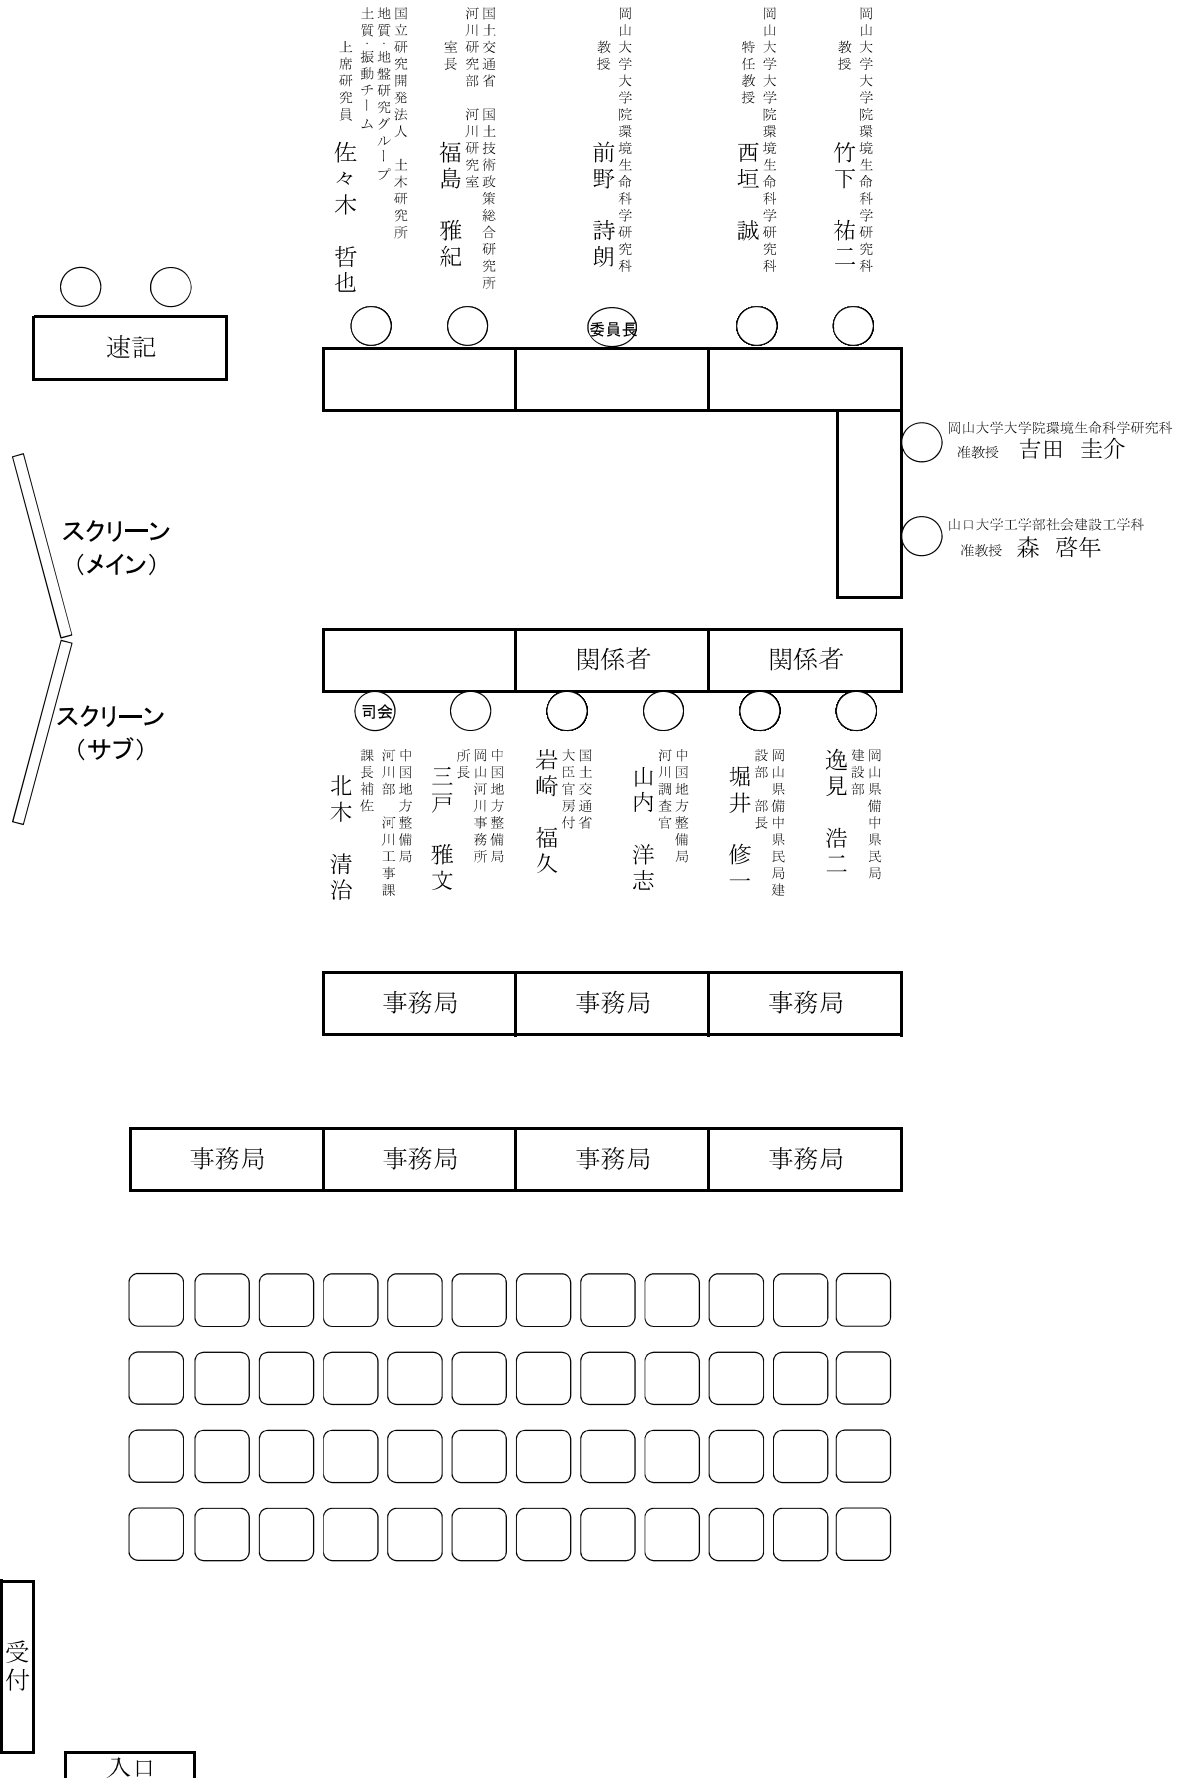 岡山大学大学院環境生命科学研究科
教授
竹下　祐二
岡山大学大学院環境生命科学研究科
特任教授
西垣　誠
岡山大学大学院環境生命科学研究科
教授
前野　詩朗
国土交通省　国土技術政策総合研究所
河川研究部　河川研究室
室長
福島　雅紀
国立研究開発法人　土木研究所
地質・地盤研究グループ
土質・振動チーム
上席研究員
佐々木　哲也
委員長
速記
岡山大学大学院環境生命科学研究科
准教授　吉田　圭介
山口大学工学部社会建設工学科
准教授　森　啓年
スクリーン
（メイン）
スクリーン
（サブ）
関係者
関係者
司会
岡山県備中県民局
建設部
逸見　浩二
岡山県備中県民局建
設部　部長
堀井　修一
中国地方整備局
河川調査官
山内　洋志
国土交通省
大臣官房付
岩崎　福久
中国地方整備局
岡山河川事務所
所長
三戸　雅文
中国地方整備局
河川部　河川工事課
課長補佐
北木　清治
事務局
事務局
事務局
事務局
事務局
事務局
事務局
受付
入口